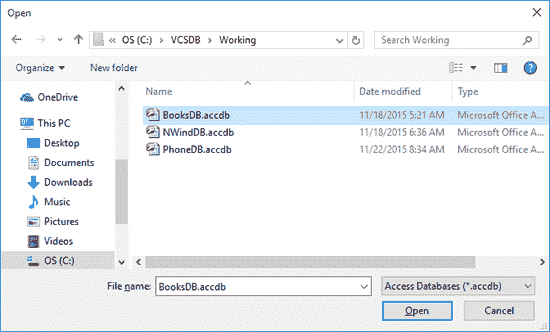 Open
OS (C:) > VCSDB > Working
Search Working
Organize
New folder
Name
Date modified
Type
OneDrive
This PC
Desktop
Documents
Downloads
Music
Pictures
Videos
OS (C:)
BooksDB.accdb 11/18/2015 5:21 AM Microsoft Office A...
NWindDB.accdb 11/18/2015 6:36 AM Microsoft Office A...
PhoneDB.accdb 11/22/2015 8:34 AM Microsoft Office A...
File name: BooksDB.accdb
Access Databases (*.accdb)
Open
Cancel